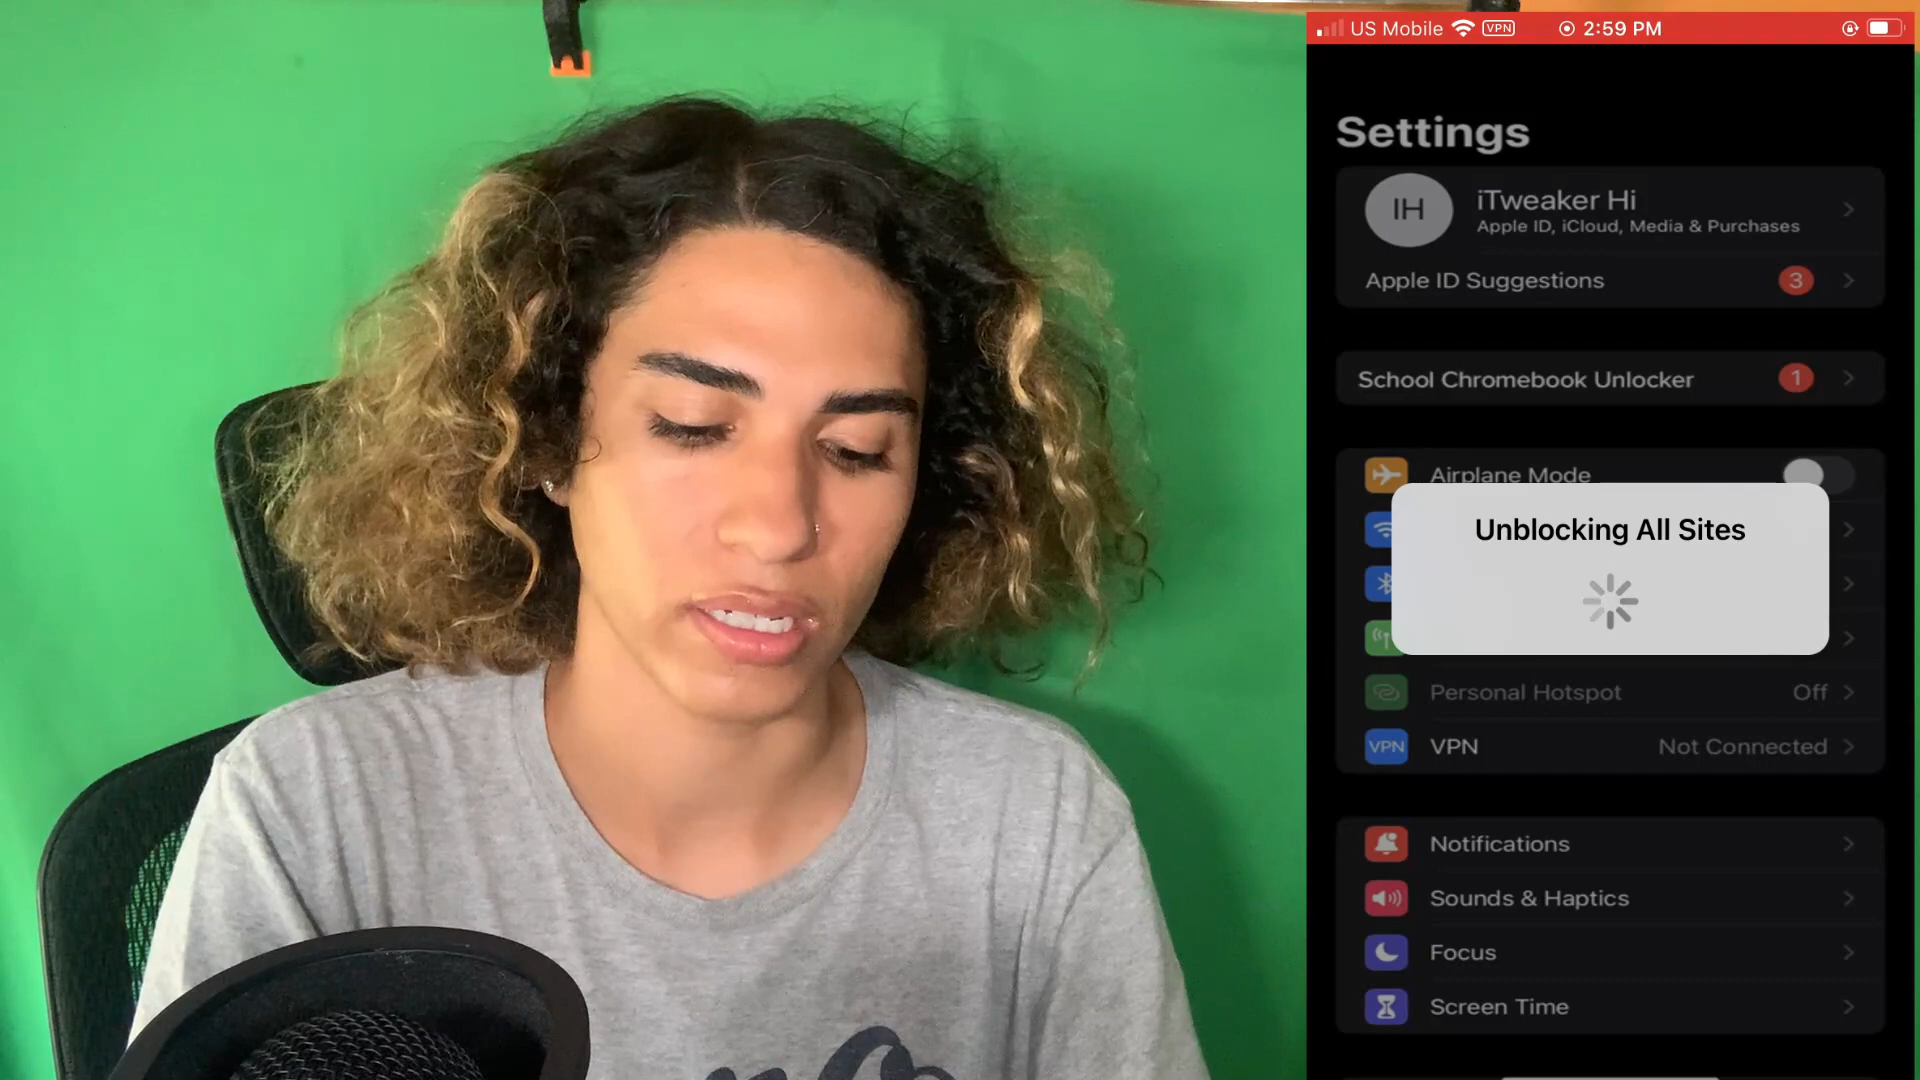 US Mobile VPN 2:59 PM
Settings
IH
iTweaker Hi
Apple ID, iCloud, Media & Purchases
Apple ID Suggestions 3
School Chromebook Unlocker 1
Airplane Mode
Unblocking All Sites
Personal Hotspot Off
VPN VPN Not Connected
Notifications
Sounds & Haptics
Focus
Screen Time